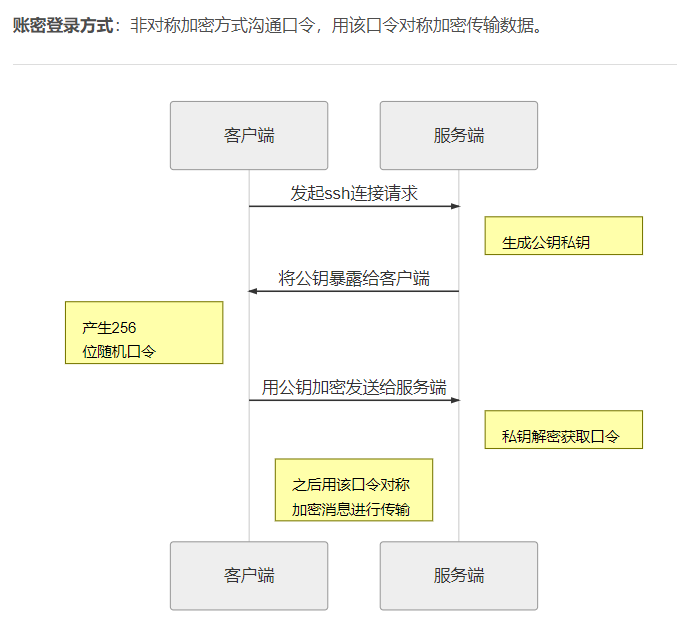 账密登录方式：非对称加密方式沟通口令，用该口令对称加密传输数据。
客户端
服务端
发起ssh连接请求
生成公钥私钥
将公钥暴露给客户端
产生256
位随机口令
用公钥加密发送给服务端
私钥解密获取口令
之后用该口令对称
加密消息进行传输
客户端
服务端